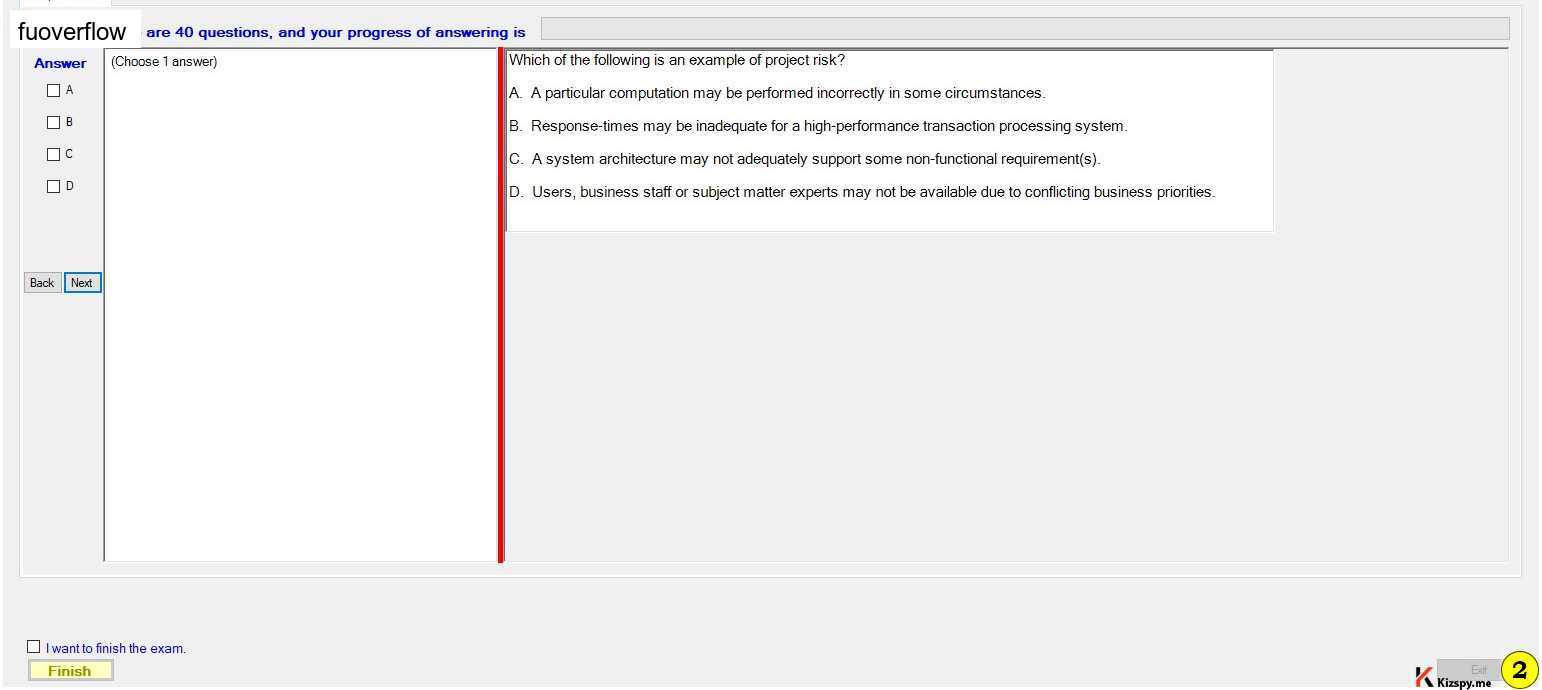 fuoverflow are 40 questions, and your progress of answering is
Answer
(Choose 1 answer)
A
B
C
D
Back Next
Which of the following is an example of project risk?
A. A particular computation may be performed incorrectly in some circumstances.
B. Response-times may be inadequate for a high-performance transaction processing system.
C. A system architecture may not adequately support some non-functional requirement(s).
D. Users, business staff or subject matter experts may not be available due to conflicting business priorities.
I want to finish the exam.
Finish
Exit
Kizspy.me
2